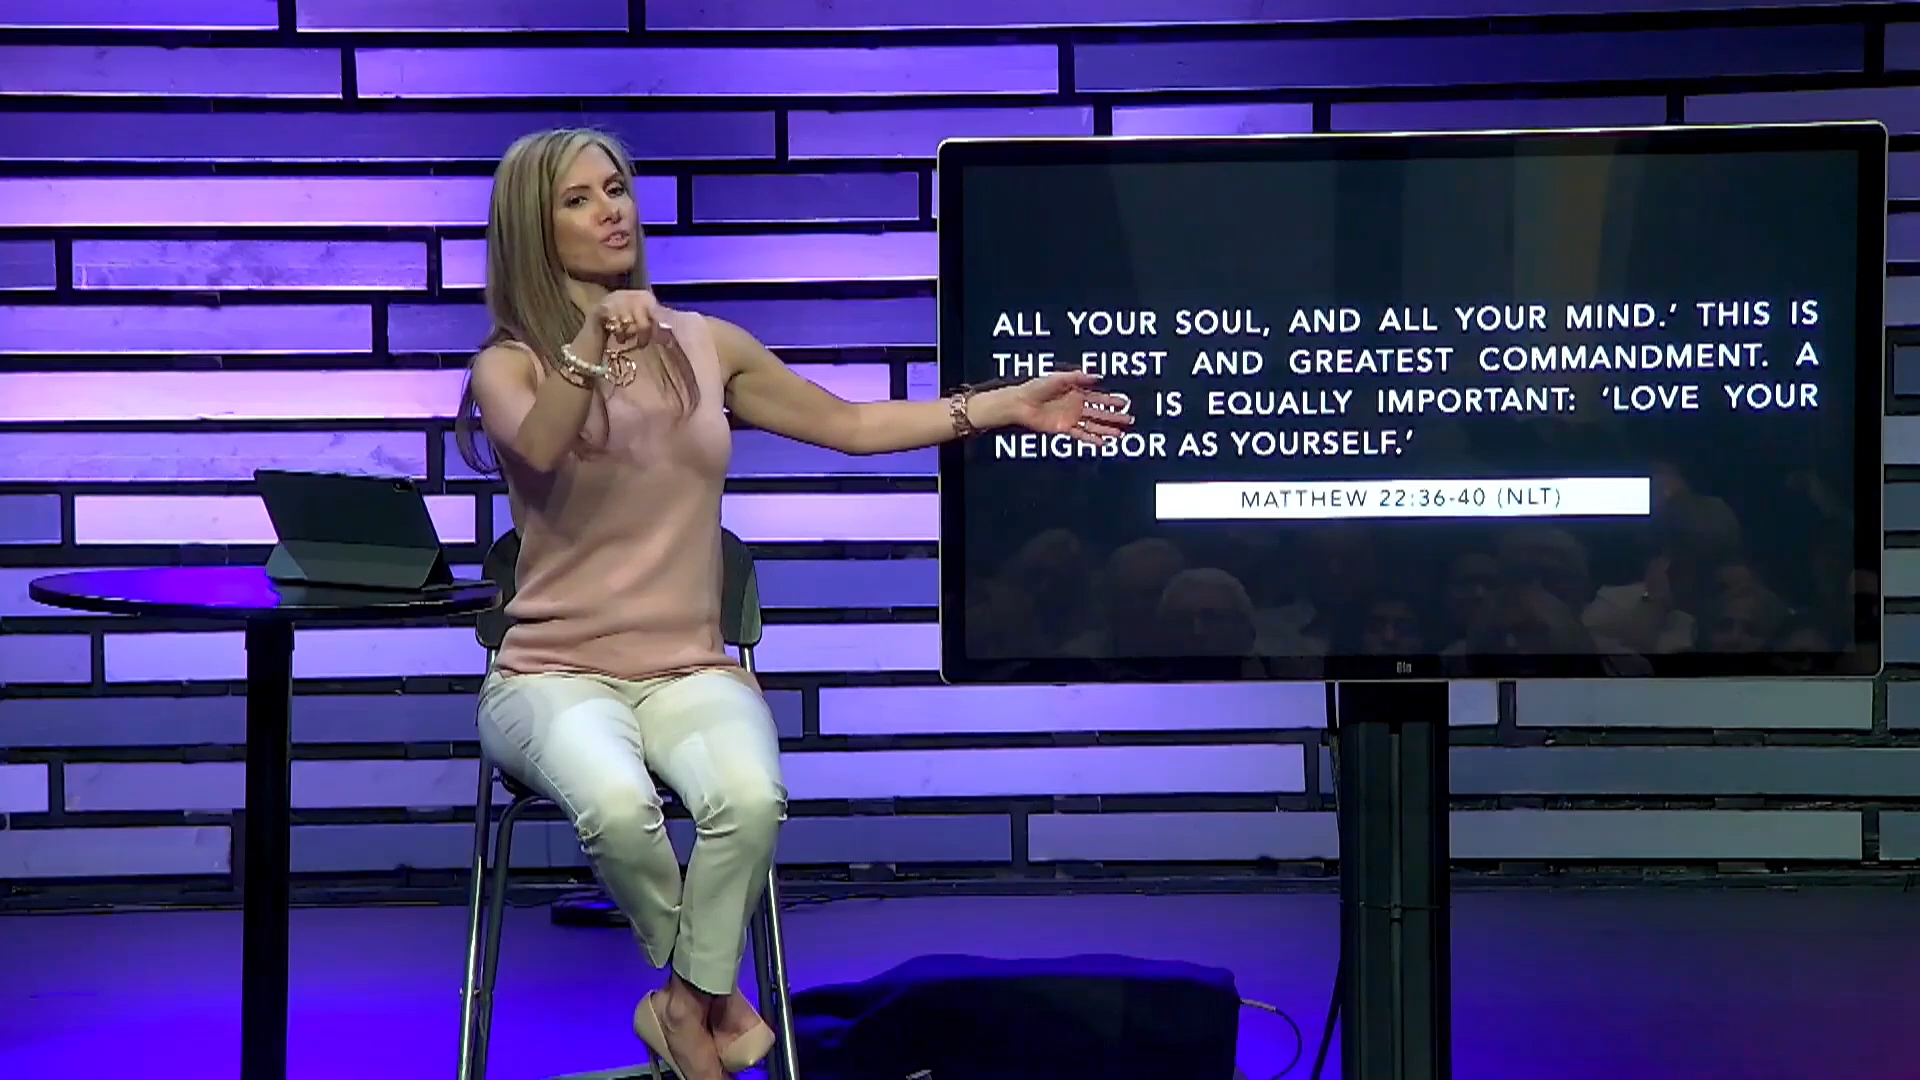 ALL YOUR SOUL, AND ALL YOUR MIND.’ THIS IS
THE FIRST AND GREATEST COMMANDMENT. A
IS EQUALLY IMPORTANT: ‘LOVE YOUR
NEIGHBOR AS YOURSELF.’
MATTHEW 22:36-40 (NLT)
elo